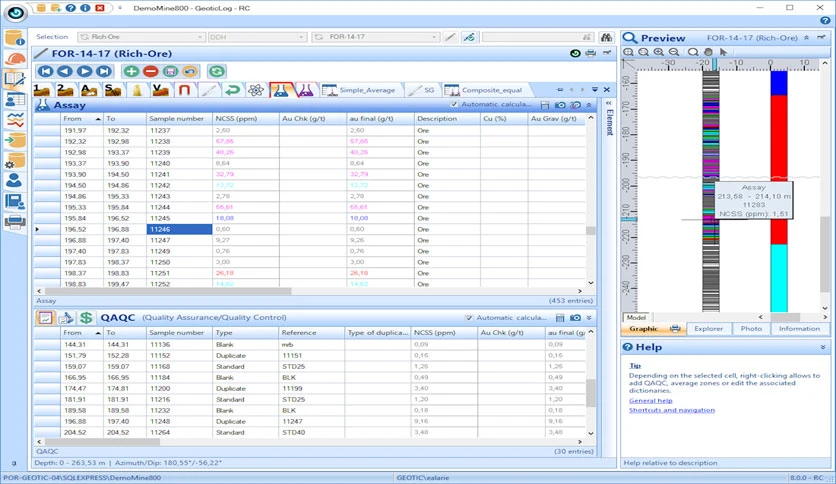 DemoMine800 - GeoticLog - RC
Selection Rich-Ore DDH FOR-14-17
FOR-14-17 (Rich-Ore)
Simple_Average SG Composite_equal
Assay Automatic calcula...
From To Sample number NCSS (ppm) Au Chk (g/t) au final (g/t) Description Cu (%) Au Grav (g/t)
191,97 192,32 11237 2,60 2,60 Ore
192,32 192,98 11238 57,85 57,85 Ore
192,98 193,37 11239 40,26 40,26 Ore
193,37 193,90 11240 8,64 8,64 Ore
193,90 194,50 11241 32,79 32,79 Ore
194,50 194,86 11242 13,72 13,72 Ore
194,86 195,33 11243 2,78 2,78 Ore
195,33 195,84 11244 55,61 55,61 Ore
195,84 196,52 11245 18,08 18,08 Ore
196,52 196,88 11246 0,60 0,60 Ore
196,88 197,40 11247 9,27 9,26 Ore
197,40 197,83 11249 0,76 0,76 Ore
197,83 198,37 11250 3,00 3,00 Ore
198,37 198,83 11251 26,18 26,18 Ore
198,83 199,33 11252 14,62 14,62 Ore
Assay (453 entries)
QAQC (Quality Assurance/Quality Control) Automatic calcula...
From To Sample number Type Reference Type of duplica... NCSS (ppm) Au Chk (g/t) au final (g/
144,31 144,31 11136 Blank mrb 0,09 0,09
151,79 152,28 11152 Duplicate 11151 0,16 0,16
159,07 159,07 11168 Standard STD25 1,26 1,26
166,95 166,95 11184 Blank BLK 0,49 0,49
174,47 174,81 11200 Duplicate 11199 3,40 3,40
181,91 181,91 11216 Standard STD25 1,20 1,20
189,58 189,58 11232 Blank BLK 0,18 0,18
196,88 197,40 11248 Duplicate 11247 9,16 9,16
204,52 204,52 11264 Standard STD40 3,48 3,48
QAQC (30 entries)
Depth: 0 - 263,53 m | Azimuth/Dip: 180,55°/-56,22°
POR-GEOTIC-04\SQLEXPRESS\DemoMine800 GEOTIC\ealarie 8.0.0 - RC
Element
Preview FOR-14-17 (Rich-Ore)
-160
-170
-180
-190
-200
-210
-220
-230
-240
Assay
213,58 - 214,10 m
11283
NCSS (ppm): 1,51
Model
Graphic Explorer Photo Information
Help
Tip
Depending on the selected cell, right-clicking allows to
add QAQC, average zones or edit the associated
dictionaries.
General help
Shortcuts and navigation
Help relative to description